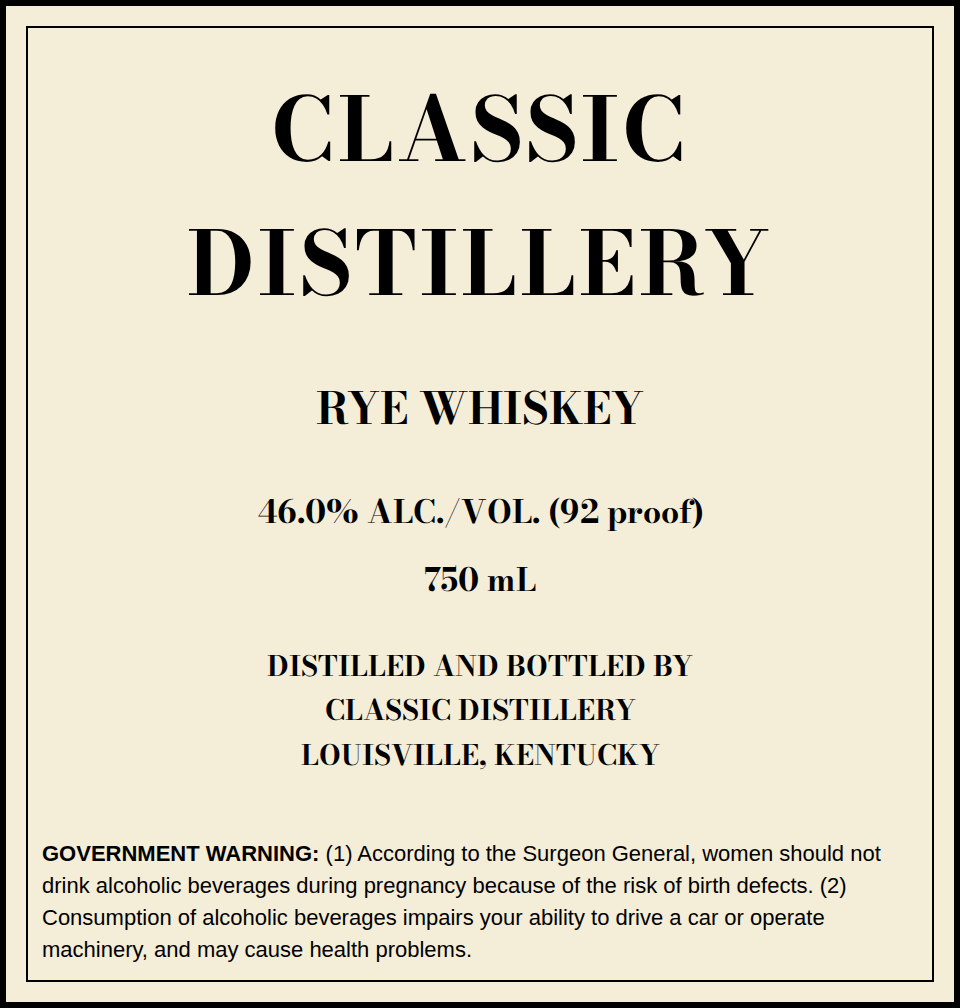 CLASSIC
DISTILLERY
RYE WHISKEY
46.0% ALC./VOL. (92 proof)
750 mL
DISTILLED AND BOTTLED BY
CLASSIC DISTILLERY
LOUISVILLE, KENTUCKY
GOVERNMENT WARNING: (1) According to the Surgeon General, women should not
drink alcoholic beverages during pregnancy because of the risk of birth defects. (2)
Consumption of alcoholic beverages impairs your ability to drive a car or operate
machinery, and may cause health problems.